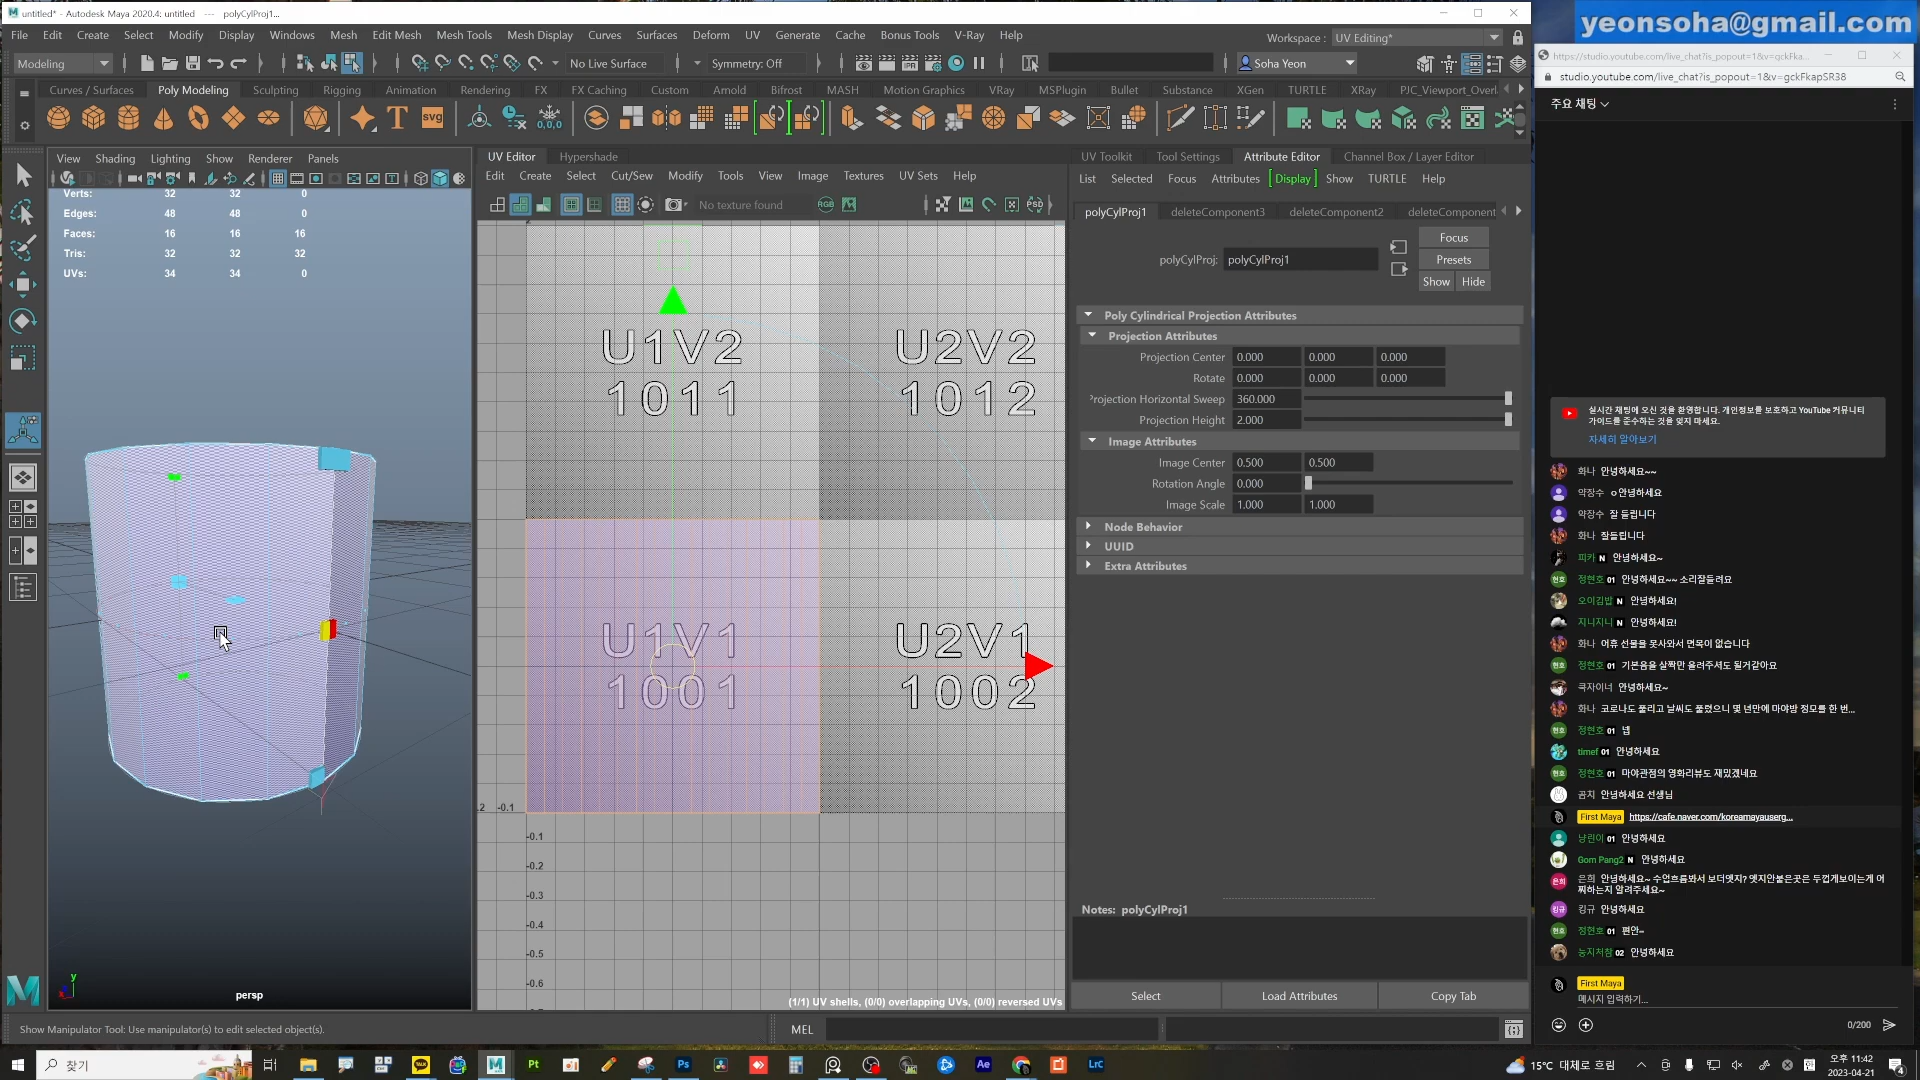 untitled* - Autodesk Maya 2020.4: untitled --- polyCylProj1...
File Edit Create Select Modify Display Windows Mesh Edit Mesh Mesh Tools Mesh Display Curves Surfaces Deform UV Generate Cache Bonus Tools V-Ray Help
Workspace : UV Editing*
Modeling No Live Surface Symmetry: Off Soha Yeon
Curves / Surfaces Poly Modeling Sculpting Rigging Animation Rendering FX FX Caching Custom Arnold Bifrost MASH Motion Graphics VRay MSPlugin Bullet Substance XGen TURTLE XRay PJC_Viewport_Overl
View Shading Lighting Show Renderer Panels
Verts: 32 32 0
Edges: 48 48 0
Faces: 16 16 16
Tris: 32 32 32
UVs: 34 34 0
persp
UV Editor Hypershade
Edit Create Select Cut/Sew Modify Tools View Image Textures UV Sets Help
No texture found
U1V2
1011
U2V2
1012
U1V1
1001
U2V1
1002
.2 -0.1
-0.1
-0.2
-0.3
-0.4
-0.5
-0.6
(1/1) UV shells, (0/0) overlapping UVs, (0/0) reversed UVs
UV Toolkit Tool Settings Attribute Editor Channel Box / Layer Editor
List Selected Focus Attributes Display Show TURTLE Help
polyCylProj1 deleteComponent3 deleteComponent2 deleteComponent
polyCylProj: polyCylProj1
Focus
Presets
Show Hide
Poly Cylindrical Projection Attributes
Projection Attributes
Projection Center 0.000 0.000 0.000
Rotate 0.000 0.000 0.000
Projection Horizontal Sweep 360.000
Projection Height 2.000
Image Attributes
Image Center 0.500 0.500
Rotation Angle 0.000
Image Scale 1.000 1.000
Node Behavior
UUID
Extra Attributes
Notes: polyCylProj1
Select Load Attributes Copy Tab
Show Manipulator Tool: Use manipulator(s) to edit selected object(s).
MEL
yeonsoha@gmail.com
https://studio.youtube.com/live_chat?is_popout=1&v=gckFka...
studio.youtube.com/live_chat?is_popout=1&v=gckFkapSR38
주요 채팅
실시간 채팅에 오신 것을 환영합니다. 개인정보를 보호하고 YouTube 커뮤니티
가이드를 준수하는 것을 잊지 마세요.
자세히 알아보기
화나 안녕하세요~~
약장수 ㅇ안녕하세요
약장수 잘 들립니다
화나 잘들립니다
피카 N 안녕하세요~
정현호 01 안녕하세요~~ 소리잘들려요
오이김밥 N 안녕하세요!
지니지니 N 안녕하세요!
화나 어휴 선물을 못사와서 면목이 없습니다
정현호 01 기본음을 살짝만 올려주셔도 될거같아요
큭자이너 안녕하세요~
화나 코로나도 풀리고 날씨도 풀렸으니 몇 년만에 마야방 정모를 한 번...
정현호 01 넵
timef 01 안녕하세요
정현호 01 마야관점의 영화리뷰도 재밌겠네요
곰치 안녕하세요 선생님
First Maya https://cafe.naver.com/koreamayauserg...
냥린이 01 안녕하세요
Gom Pang2 N 안녕하세요
은희 안녕하세요~ 수업흐름봐서 보더엣지? 엣지안붙은곳은 두껍게보이는게 어
찌하는지 알려주세요~
킹규 안녕하세요
정현호 01 편안~
능지처참 02 안녕하세요
First Maya
메시지 입력하기...
0/200
찾기
15°C 대체로 흐림
오후 11:42
2023-04-21